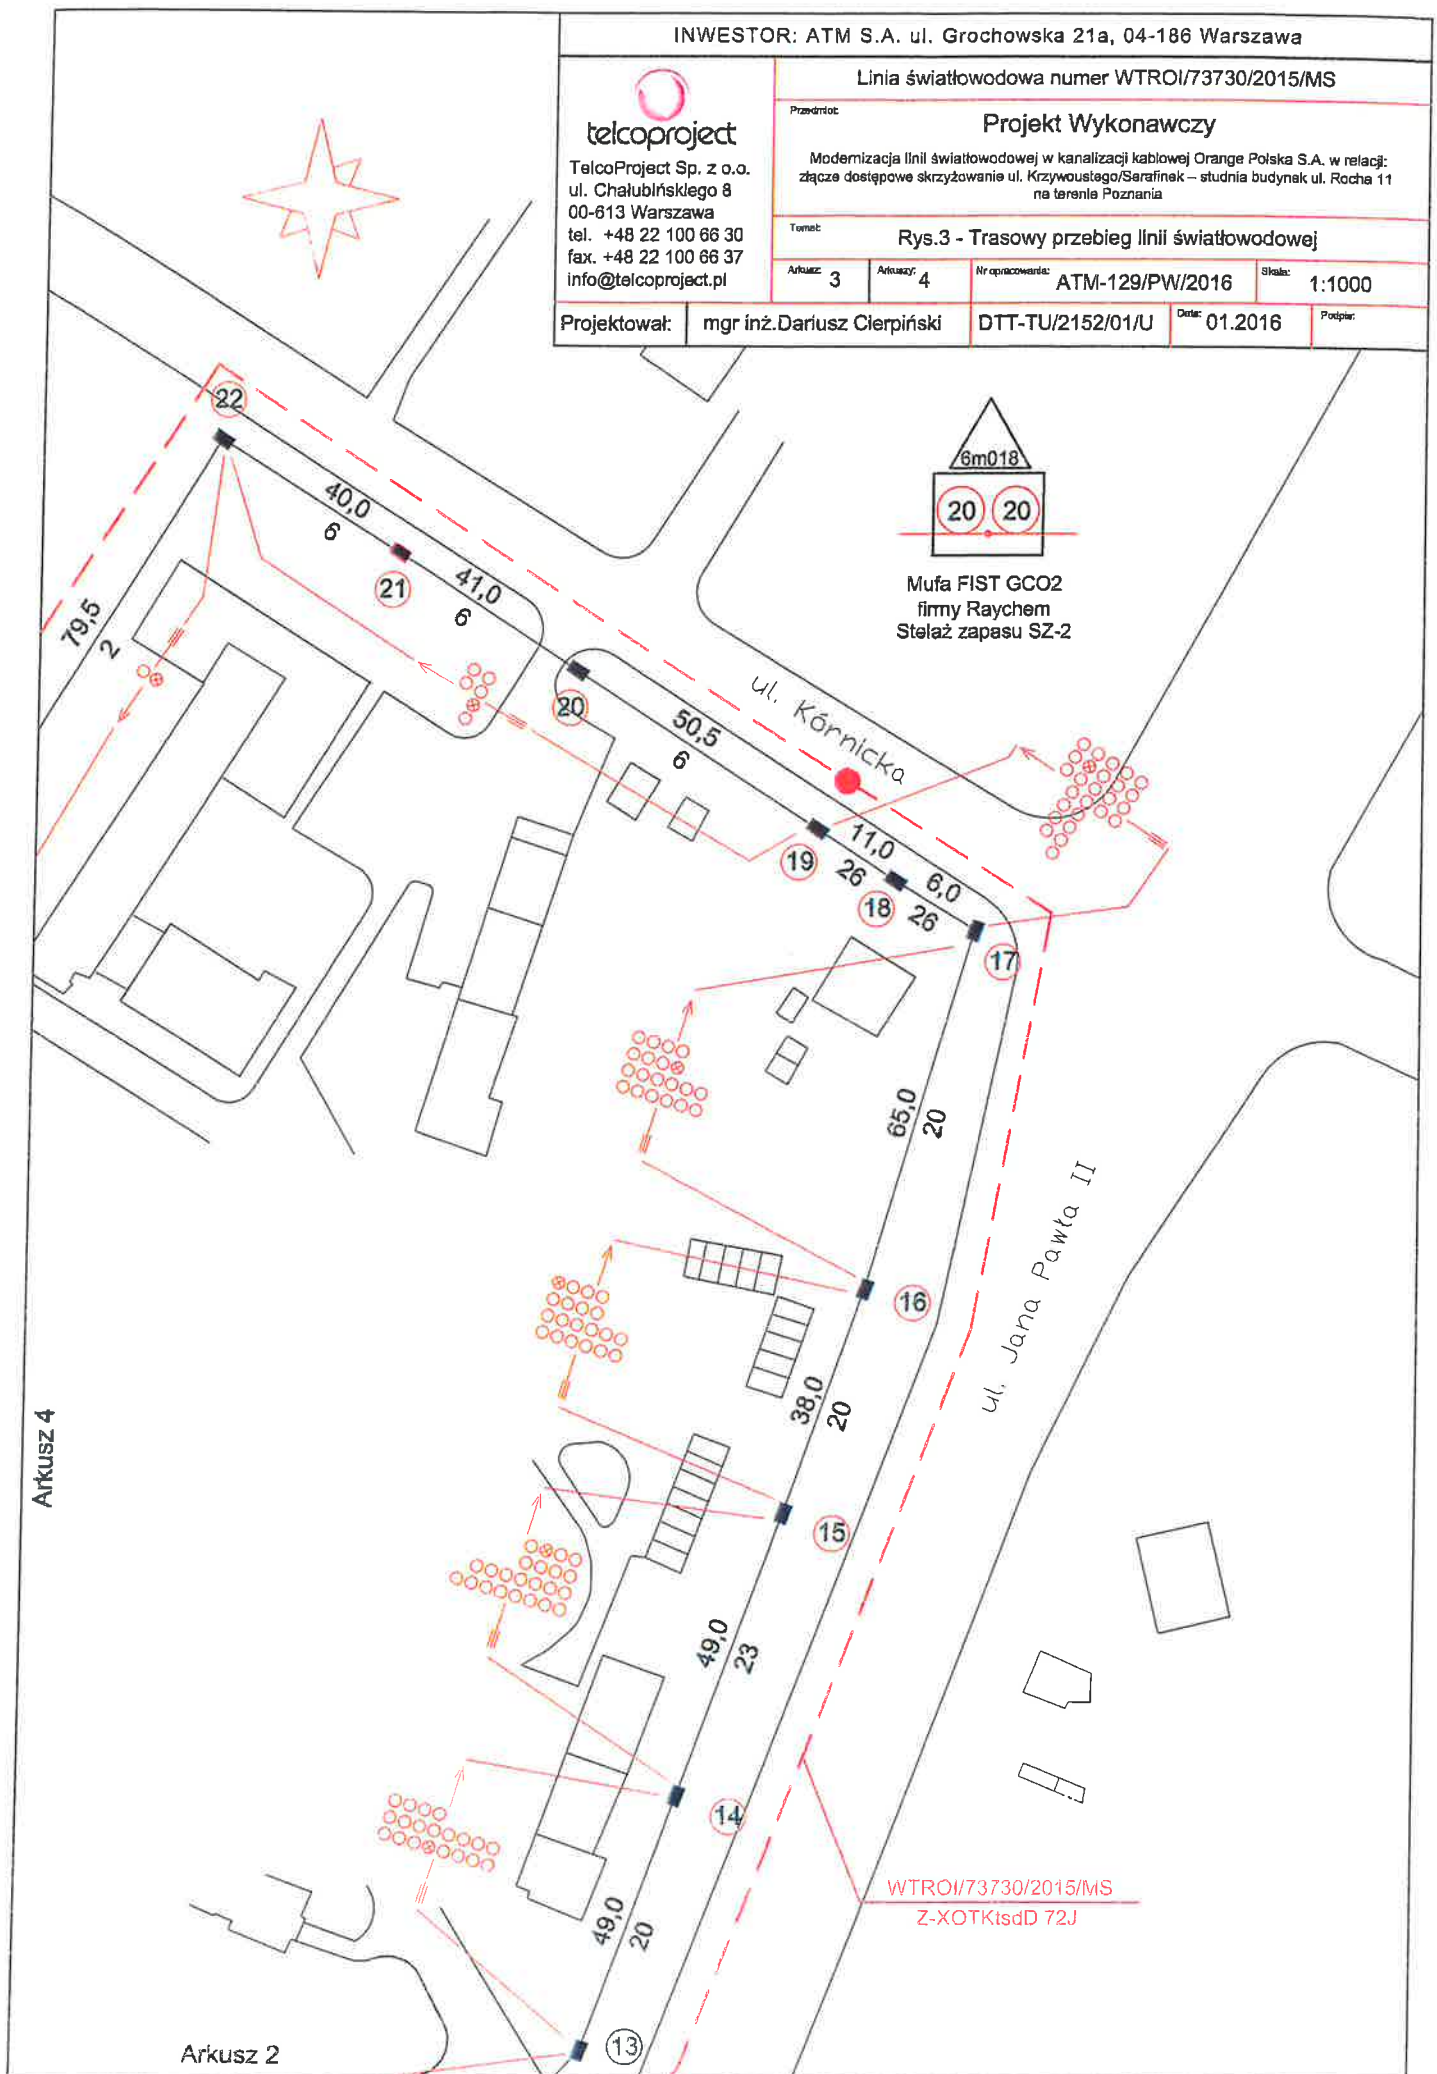 INWESTOR: ATM S.A. ul. Grochowska 21a, 04-186 Warszawa
telcoproject
TelcoProject Sp. z o.o.
ul. Chałubińskiego 8
00-613 Warszawa
tel. +48 22 100 66 30
fax. +48 22 100 66 37
info@telcoproject.pl
Linia światłowodowa numer WTROI/73730/2015/MS
Przedmiot:
Projekt Wykonawczy
Modernizacja linii światłowodowej w kanalizacji kablowej Orange Polska S.A. w relacji:
złącze dostępowe skrzyżowanie ul. Krzywoustego/Serafinek – studnia budynek ul. Rocha 11
na terenie Poznania
Temat:
Rys.3 - Trasowy przebieg linii światłowodowej
Arkusz: 3
Arkuszy: 4
Nr opracowania: ATM-129/PW/2016
Skala: 1:1000
Projektował:
mgr inż.Dariusz Cierpiński
DTT-TU/2152/01/U
Data: 01.2016
Podpis:
22
40,0
6
21
41,0
6
79,5
2
20
50,5
6
6m018
20 20
Mufa FIST GCO2
firmy Raychem
Stelaż zapasu SZ-2
ul. Kórnicka
19
11,0
26
18
6,0
26
17
65,0
20
16
ul. Jana Pawła II
38,0
20
15
49,0
23
14
49,0
20
13
WTROI/73730/2015/MS
Z-XOTKtsdD 72J
Arkusz 4
Arkusz 2